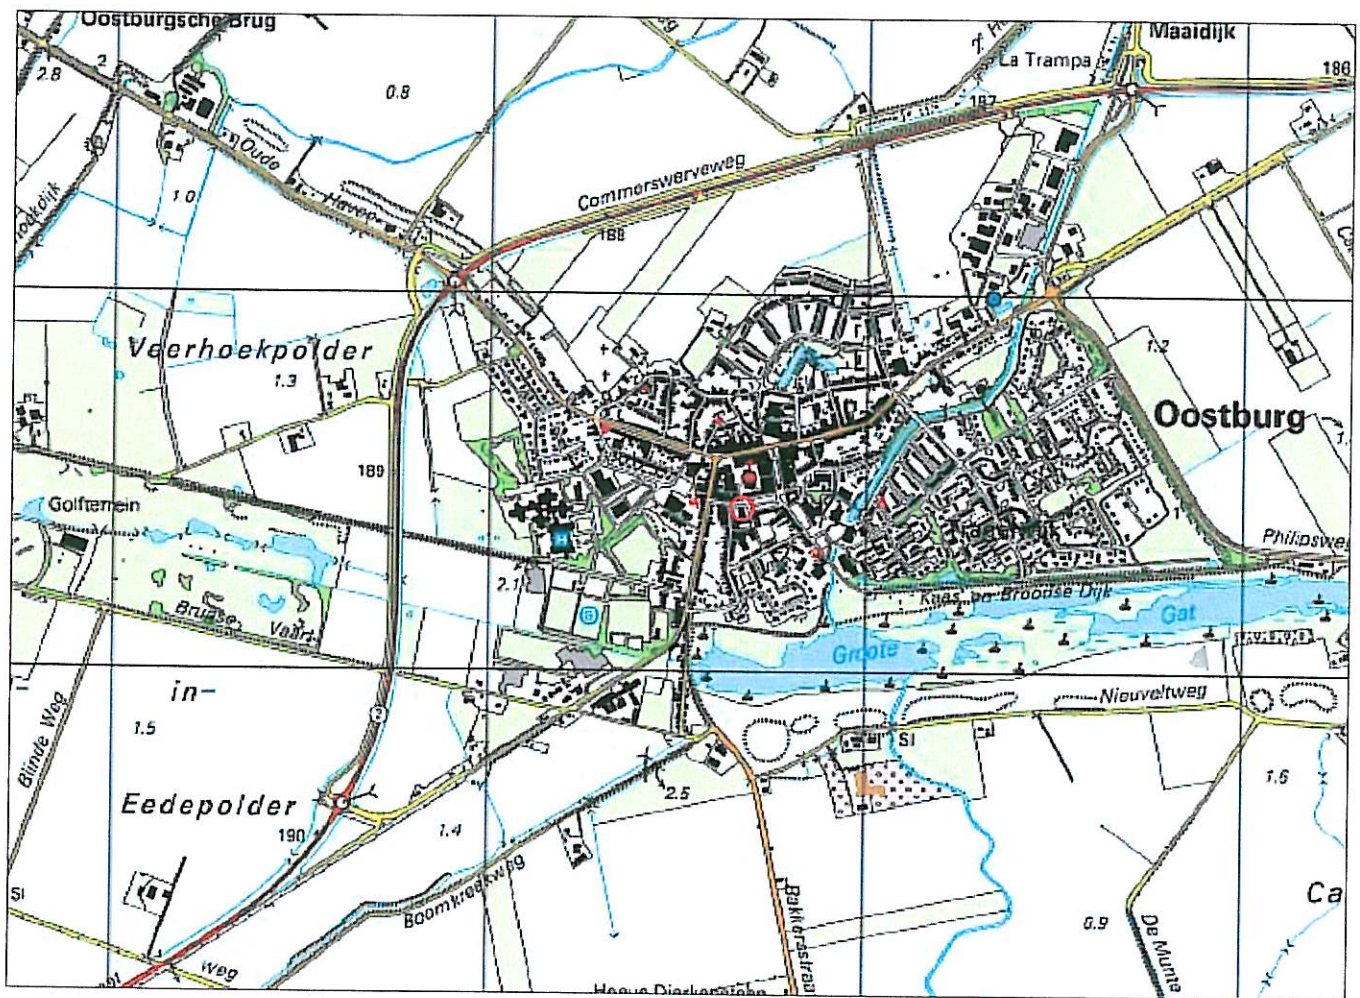 Oostburgsche Brug
Maaidijk
La Trampa
186
187
2.8
2
0.8
Oude
Haven
1.0
Commerswerveweg
188
Veerhoekpolder
1.3
1.2
Oostburg
189
Golfterrein
H
2.1
Philipsweg
Kaas en Broodse Dijk
Gat
Groote
Brugse
Vaart
in-
Nieuveltweg
Blinde Weg
1.5
SI
1.6
Eedepolder
2.5
190
1.4
SI
Boomkreekweg
Ca
Bakkersstraa
0.9
De Munte
weg